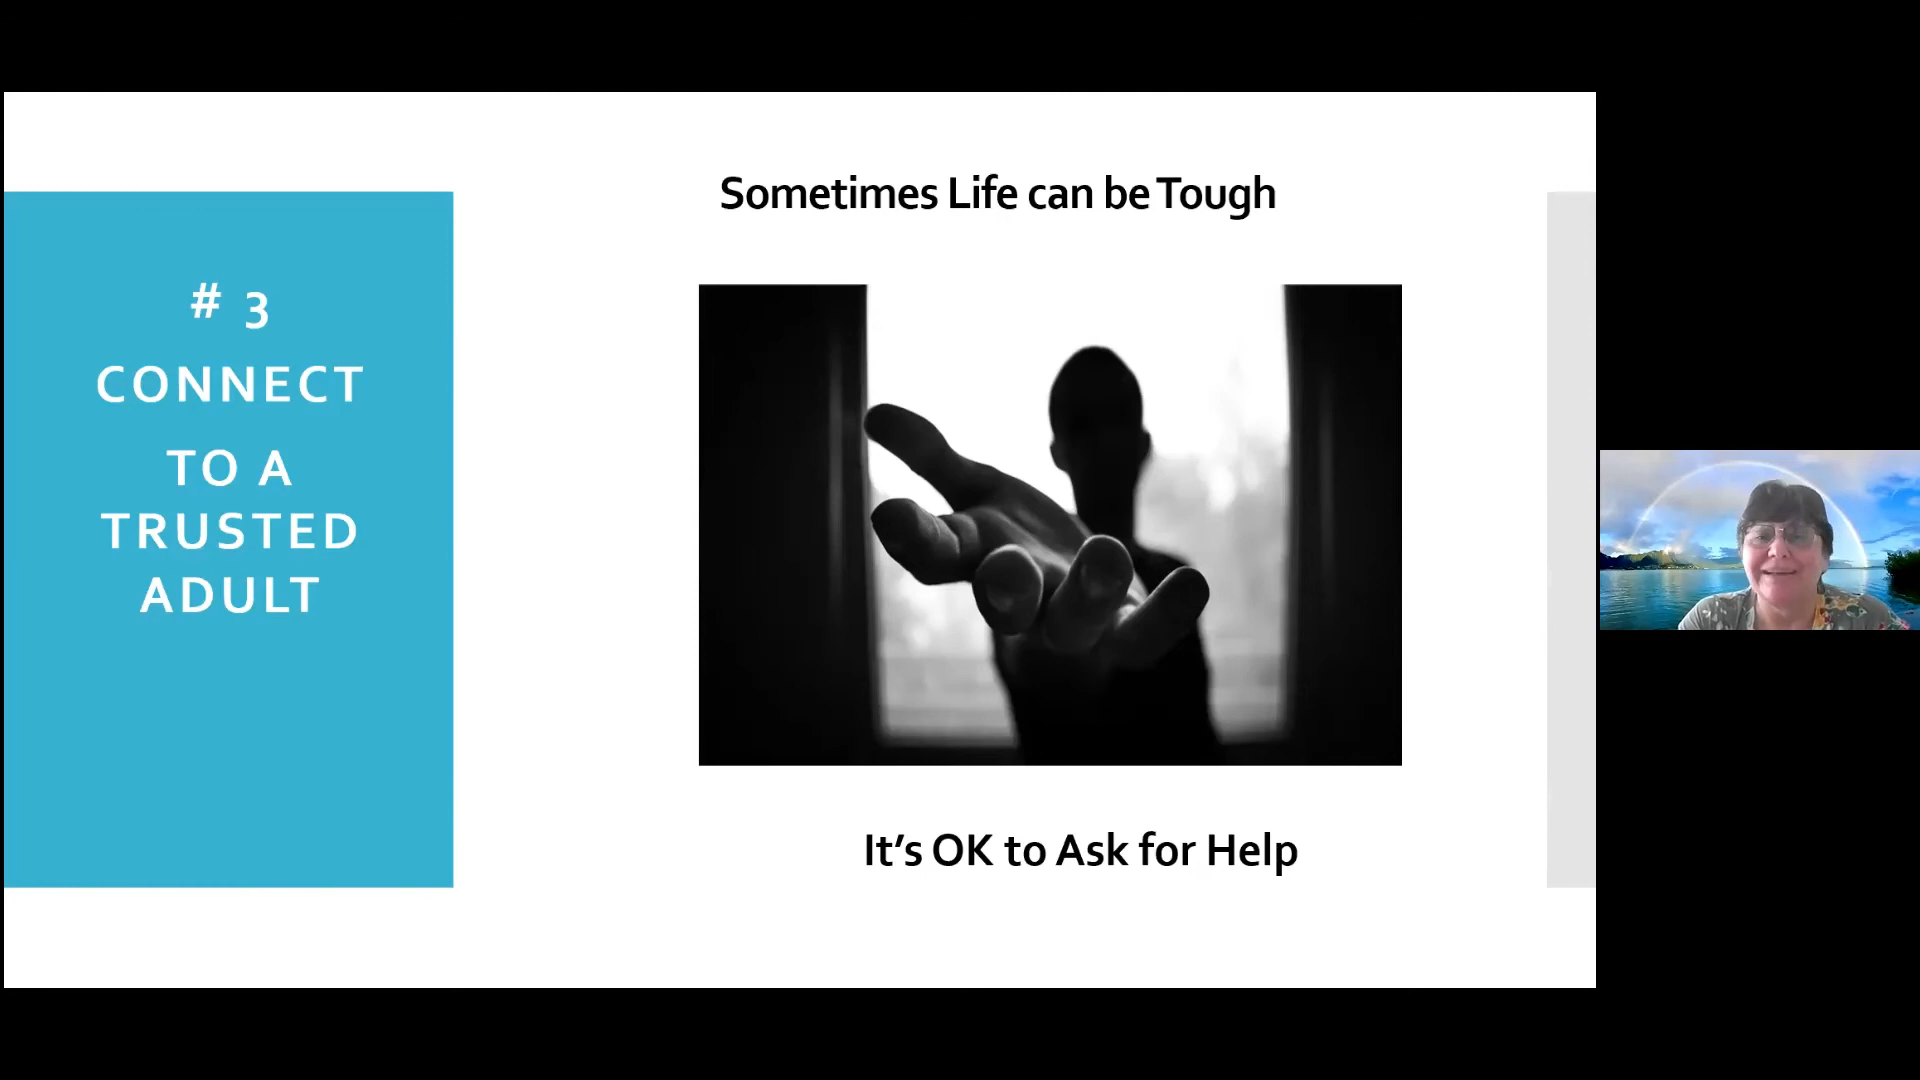 # 3
CONNECT
TO A
TRUSTED
ADULT
Sometimes Life can be Tough
It’s OK to Ask for Help